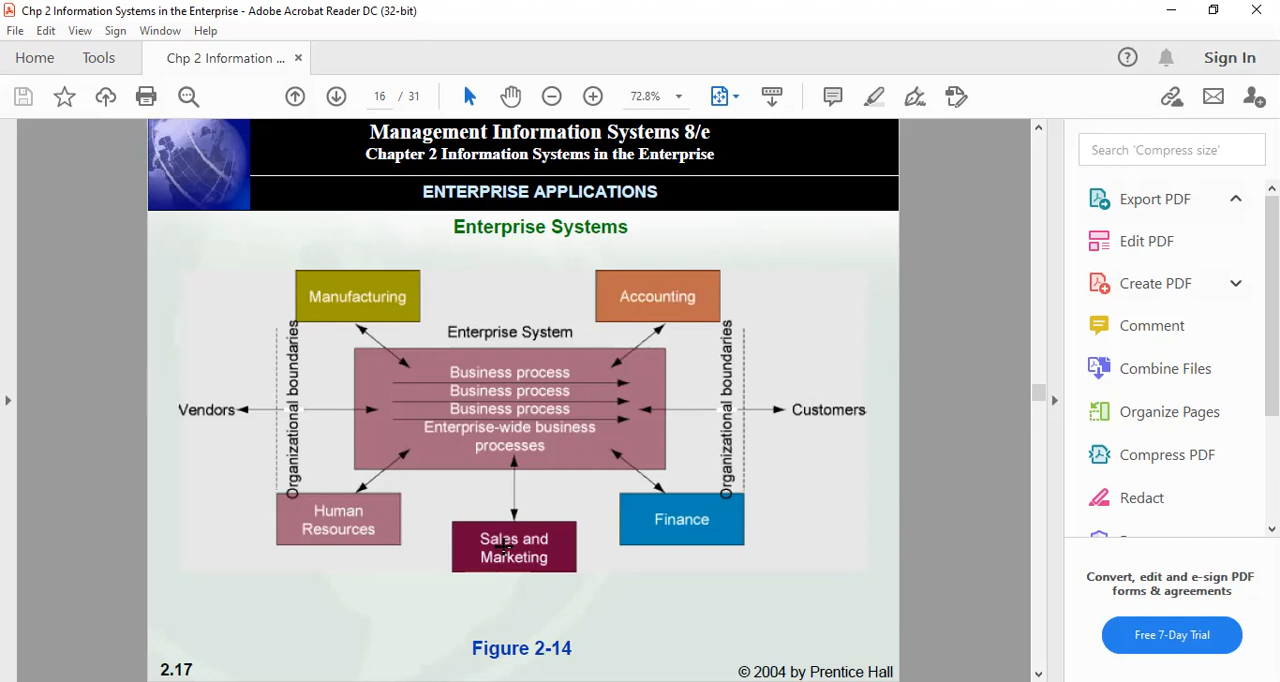 Chp 2 Information Systems in the Enterprise - Adobe Acrobat Reader DC (32-bit)
File Edit View Sign Window Help
Home Tools Chp 2 Information ... × Sign In
16 / 31 72.8%
Management Information Systems 8/e
Chapter 2 Information Systems in the Enterprise
ENTERPRISE APPLICATIONS
Enterprise Systems
Manufacturing
Accounting
Enterprise System
Organizational boundaries
Organizational boundaries
Business process
Business process
Business process
Enterprise-wide business
processes
Vendors
Customers
Human
Resources
Sales and
Marketing
Finance
Figure 2-14
2.17
© 2004 by Prentice Hall
Search 'Compress size'
Export PDF
Edit PDF
Create PDF
Comment
Combine Files
Organize Pages
Compress PDF
Redact
Convert, edit and e-sign PDF
forms & agreements
Free 7-Day Trial